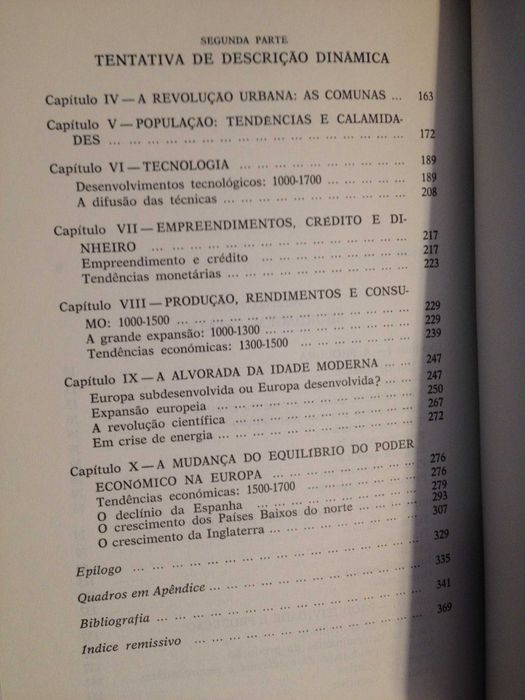 SEGUNDA PARTE
TENTATIVA DE DESCRIÇÃO DINÂMICA
Capítulo IV — A REVOLUÇÃO URBANA: AS COMUNAS ... 163
Capítulo V — POPULAÇÃO: TENDÊNCIAS E CALAMIDA-
DES ... ... ... ... ... ... ... ... ... ... ... ... ... 172
Capítulo VI — TECNOLOGIA ... ... ... ... ... ... ... ... 189
Desenvolvimentos tecnológicos: 1000-1700 ... ... ... ... 189
A difusão das técnicas ... ... ... ... ... ... ... ... ... 208
Capítulo VII — EMPREENDIMENTOS, CRÉDITO E DI-
NHEIRO ... ... ... ... ... ... ... ... ... ... ... 217
Empreendimento e crédito ... ... ... ... ... ... ... 217
Tendências monetárias ... ... ... ... ... ... ... ... 223
Capítulo VIII — PRODUÇÃO, RENDIMENTOS E CONSU-
MO: 1000-1500 ... ... ... ... ... ... ... ... ... ... 229
A grande expansão: 1000-1300 ... ... ... ... ... ... 229
Tendências económicas: 1300-1500 ... ... ... ... ... 239
Capítulo IX — A ALVORADA DA IDADE MODERNA ... ... 247
Europa subdesenvolvida ou Europa desenvolvida? ... ... 247
Expansão europeia ... ... ... ... ... ... ... ... ... 250
A revolução científica ... ... ... ... ... ... ... ... 267
Em crise de energia ... ... ... ... ... ... ... ... ... 272
Capítulo X — A MUDANÇA DO EQUILÍBRIO DO PODER
ECONÓMICO NA EUROPA ... ... ... ... ... ... ... 276
Tendências económicas: 1500-1700 ... ... ... ... ... 276
O declínio da Espanha ... ... ... ... ... ... ... ... 279
O crescimento dos Países Baixos do norte ... ... ... ... 293
O crescimento da Inglaterra ... ... ... ... ... ... ... 307
Epílogo ... ... ... ... ... ... ... ... ... ... ... ... 329
Quadros em Apêndice ... ... ... ... ... ... ... ... ... 335
Bibliografia ... ... ... ... ... ... ... ... ... ... ... 341
Índice remissivo ... ... ... ... ... ... ... ... ... ... 369